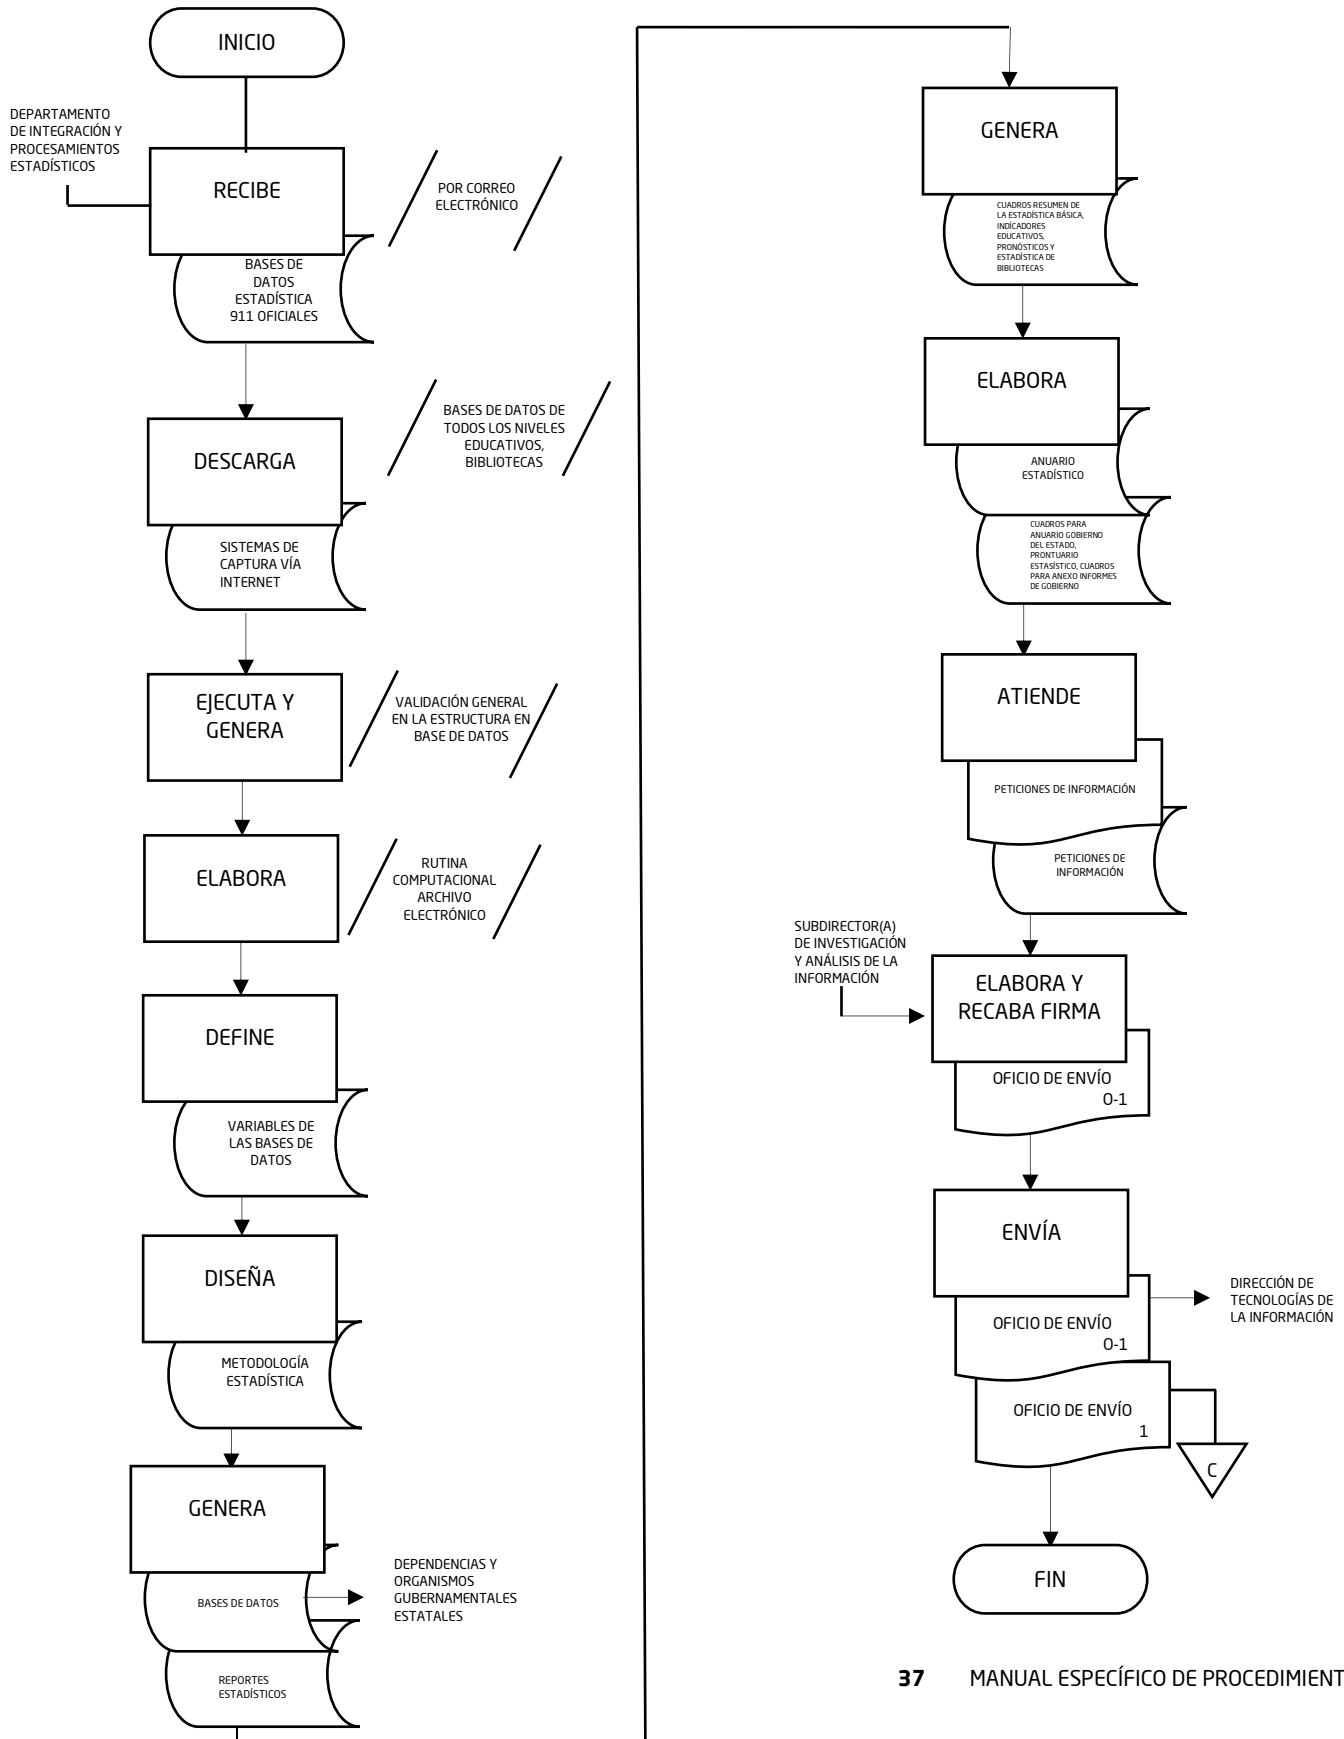 INICIO
DEPARTAMENTO
DE INTEGRACIÓN Y
PROCESAMIENTOS
ESTADÍSTICOS
RECIBE
POR CORREO
ELECTRÓNICO
BASES DE
DATOS
ESTADÍSTICA
911 OFICIALES
DESCARGA
BASES DE DATOS DE
TODOS LOS NIVELES
EDUCATIVOS,
BIBLIOTECAS
SISTEMAS DE
CAPTURA VÍA
INTERNET
EJECUTA Y
GENERA
VALIDACIÓN GENERAL
EN LA ESTRUCTURA EN
BASE DE DATOS
ELABORA
RUTINA
COMPUTACIONAL
ARCHIVO
ELECTRÓNICO
DEFINE
VARIABLES DE
LAS BASES DE
DATOS
DISEÑA
METODOLOGÍA
ESTADÍSTICA
GENERA
BASES DE DATOS
DEPENDENCIAS Y
ORGANISMOS
GUBERNAMENTALES
ESTATALES
REPORTES
ESTADÍSTICOS
GENERA
CUADROS RESUMEN DE
LA ESTADÍSTICA BÁSICA,
INDÍCADORES
EDUCATIVOS,
PRONÓSTICOS Y
ESTADÍSTICA DE
BIBLIOTECAS
ELABORA
ANUARIO
ESTADÍSTICO
CUADROS PARA
ANUARIO GOBIERNO
DEL ESTADO,
PRONTUARIO
ESTASÍSTICO, CUADROS
PARA ANEXO INFORMES
DE GOBIERNO
ATIENDE
PETICIONES DE INFORMACIÓN
PETICIONES DE
INFORMACIÓN
SUBDIRECTOR(A)
DE INVESTIGACIÓN
Y ANÁLISIS DE LA
INFORMACIÓN
ELABORA Y
RECABA FIRMA
OFICIO DE ENVÍO
0-1
ENVÍA
OFICIO DE ENVÍO
0-1
DIRECCIÓN DE
TECNOLOGÍAS DE
LA INFORMACIÓN
OFICIO DE ENVÍO
1
C
FIN
37 MANUAL ESPECÍFICO DE PROCEDIMIENT